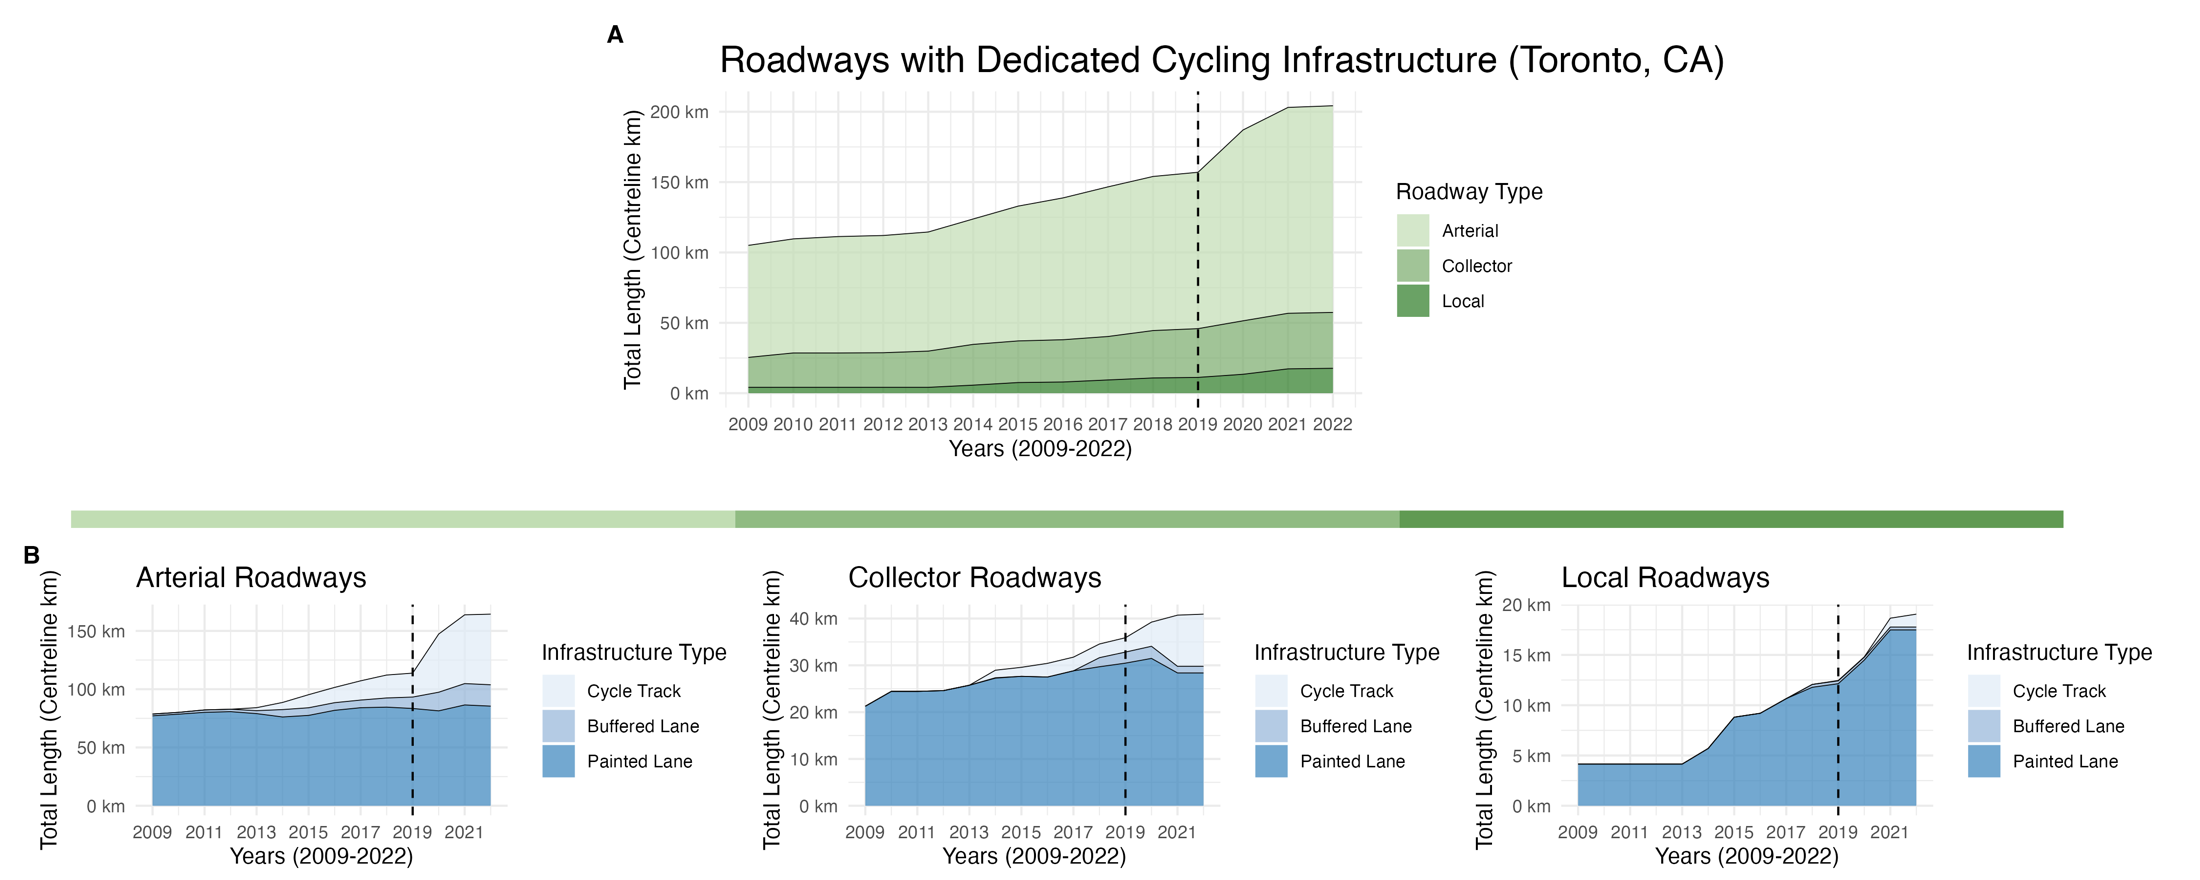 A
Roadways with Dedicated Cycling Infrastructure (Toronto, CA)
Total Length (Centreline km)
200 km
150 km
100 km
50 km
0 km
2009 2010 2011 2012 2013 2014 2015 2016 2017 2018 2019 2020 2021 2022
Years (2009-2022)
Roadway Type
Arterial
Collector
Local
B
Arterial Roadways
Total Length (Centreline km)
150 km
100 km
50 km
0 km
2009 2011 2013 2015 2017 2019 2021
Years (2009-2022)
Infrastructure Type
Cycle Track
Buffered Lane
Painted Lane
Collector Roadways
Total Length (Centreline km)
40 km
30 km
20 km
10 km
0 km
2009 2011 2013 2015 2017 2019 2021
Years (2009-2022)
Infrastructure Type
Cycle Track
Buffered Lane
Painted Lane
Local Roadways
Total Length (Centreline km)
20 km
15 km
10 km
5 km
0 km
2009 2011 2013 2015 2017 2019 2021
Years (2009-2022)
Infrastructure Type
Cycle Track
Buffered Lane
Painted Lane